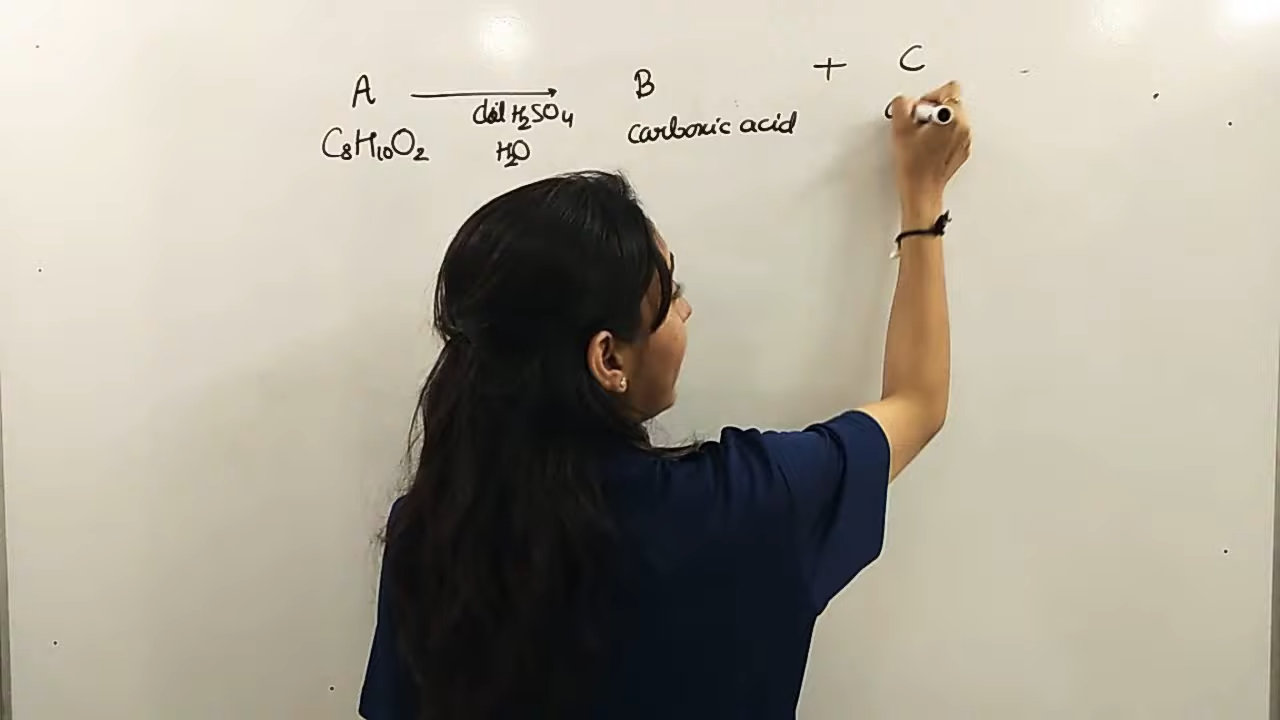 A → B + C
dil H₂SO₄
C₈H₁₀O₂ H₂O carboxic acid